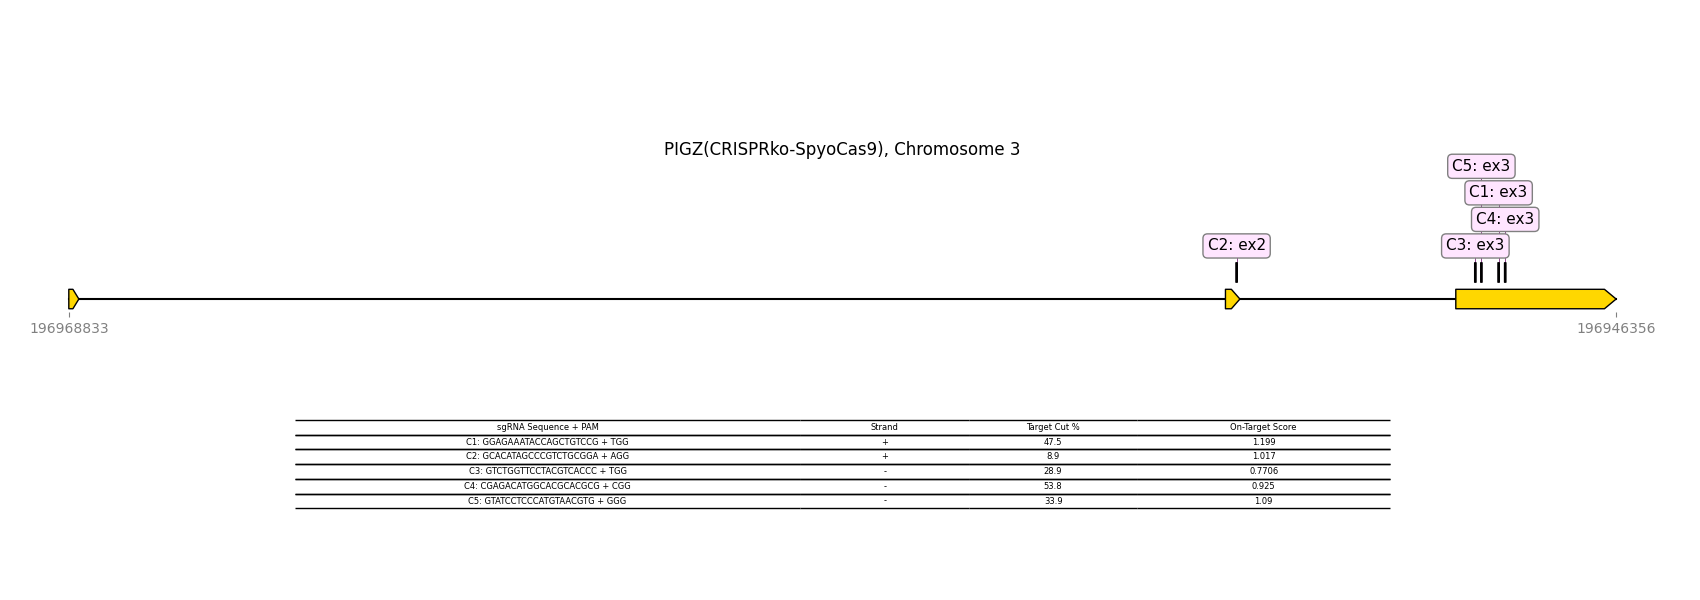 PIGZ(CRISPRko-SpyoCas9), Chromosome 3
C5: ex3
C1: ex3
C4: ex3
C2: ex2
C3: ex3
196968833
196946356
sgRNA Sequence + PAM Strand Target Cut % On-Target Score
C1: GGAGAAATACCAGCTGTCCG + TGG + 47.5 1.199
C2: GCACATAGCCCGTCTGCGGA + AGG + 8.9 1.017
C3: GTCTGGTTCCTACGTCACCC + TGG - 28.9 0.7706
C4: CGAGACATGGCACGCACGCG + CGG - 53.8 0.925
C5: GTATCCTCCCATGTAACGTG + GGG - 33.9 1.09